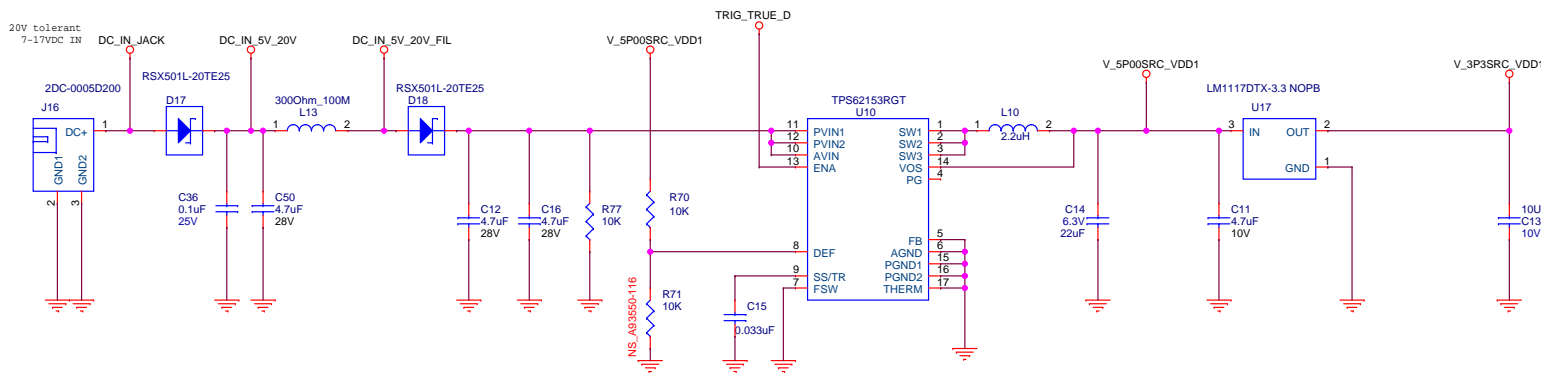 20V tolerant
7-17VDC IN
DC_IN_JACK
DC_IN_5V_20V
DC_IN_5V_20V_FIL
V_5P00SRC_VDD1
TRIG_TRUE_D
V_5P00SRC_VDD1
V_3P3SRC_VDD1
2DC-0005D200
J16
DC+
1
GND1
GND2
2
3
RSX501L-20TE25
D17
C36
0.1uF
25V
C50
4.7uF
28V
300Ohm_100M
1
L13
2
RSX501L-20TE25
D18
C12
4.7uF
28V
C16
4.7uF
28V
R77
10K
R70
10K
R71
10K
NS_A93550-116
C15
0.033uF
TPS62153RGT
U10
11
PVIN1
12
PVIN2
10
AVIN
13
ENA
8
DEF
9
SS/TR
7
FSW
SW1
1
SW2
2
SW3
3
VOS
14
PG
4
FB
5
AGND
6
PGND1
15
PGND2
16
THERM
17
L10
1
2
2.2uH
C14
6.3V
22uF
C11
4.7uF
10V
LM1117DTX-3.3 NOPB
U17
3
IN
OUT
2
GND
1
10U
C13
10V